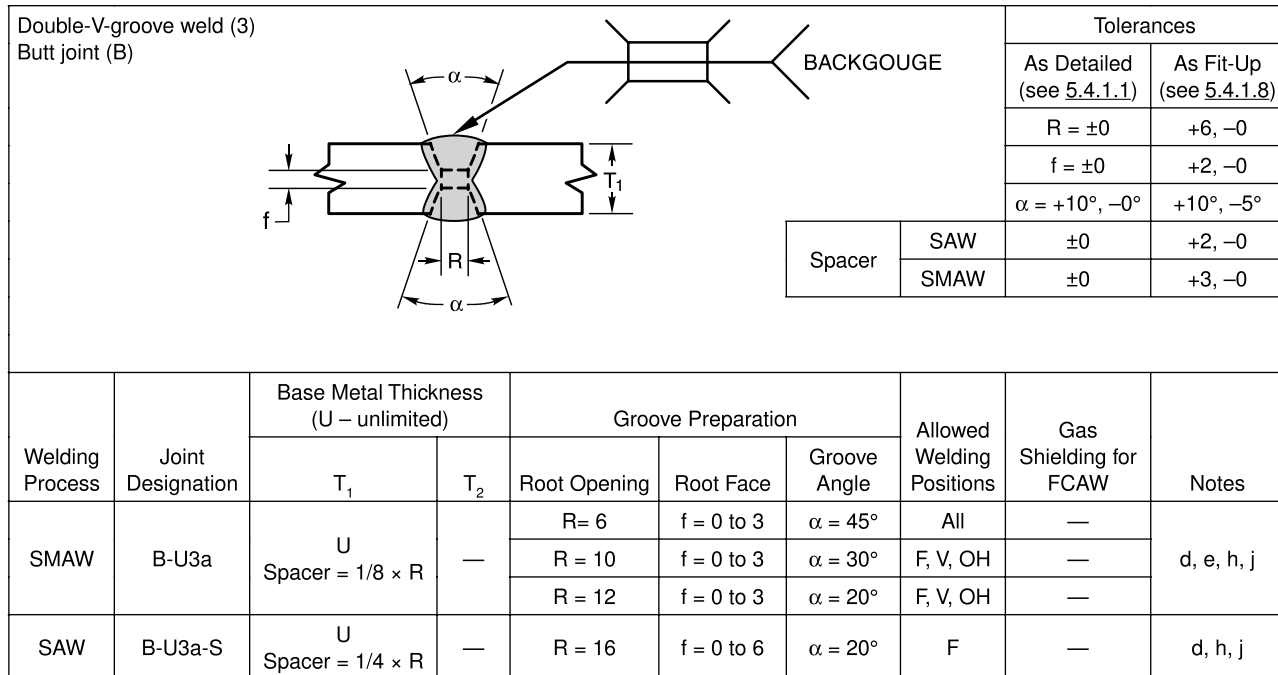 Double-V-groove weld (3)
Butt joint (B)
α
BACKGOUGE
f
T₁
R
α
Tolerances
As Detailed (see 5.4.1.1) As Fit-Up (see 5.4.1.8)
R = ±0 +6, –0
f = ±0 +2, –0
α = +10°, –0° +10°, –5°
Spacer SAW ±0 +2, –0
SMAW ±0 +3, –0
Welding Process Joint Designation Base Metal Thickness (U – unlimited) Groove Preparation Allowed Welding Positions Gas Shielding for FCAW Notes
T₁ T₂ Root Opening Root Face Groove Angle
SMAW B-U3a U Spacer = 1/8 × R — R= 6 f = 0 to 3 α = 45° All — d, e, h, j
R = 10 f = 0 to 3 α = 30° F, V, OH —
R = 12 f = 0 to 3 α = 20° F, V, OH —
SAW B-U3a-S U Spacer = 1/4 × R — R = 16 f = 0 to 6 α = 20° F — d, h, j